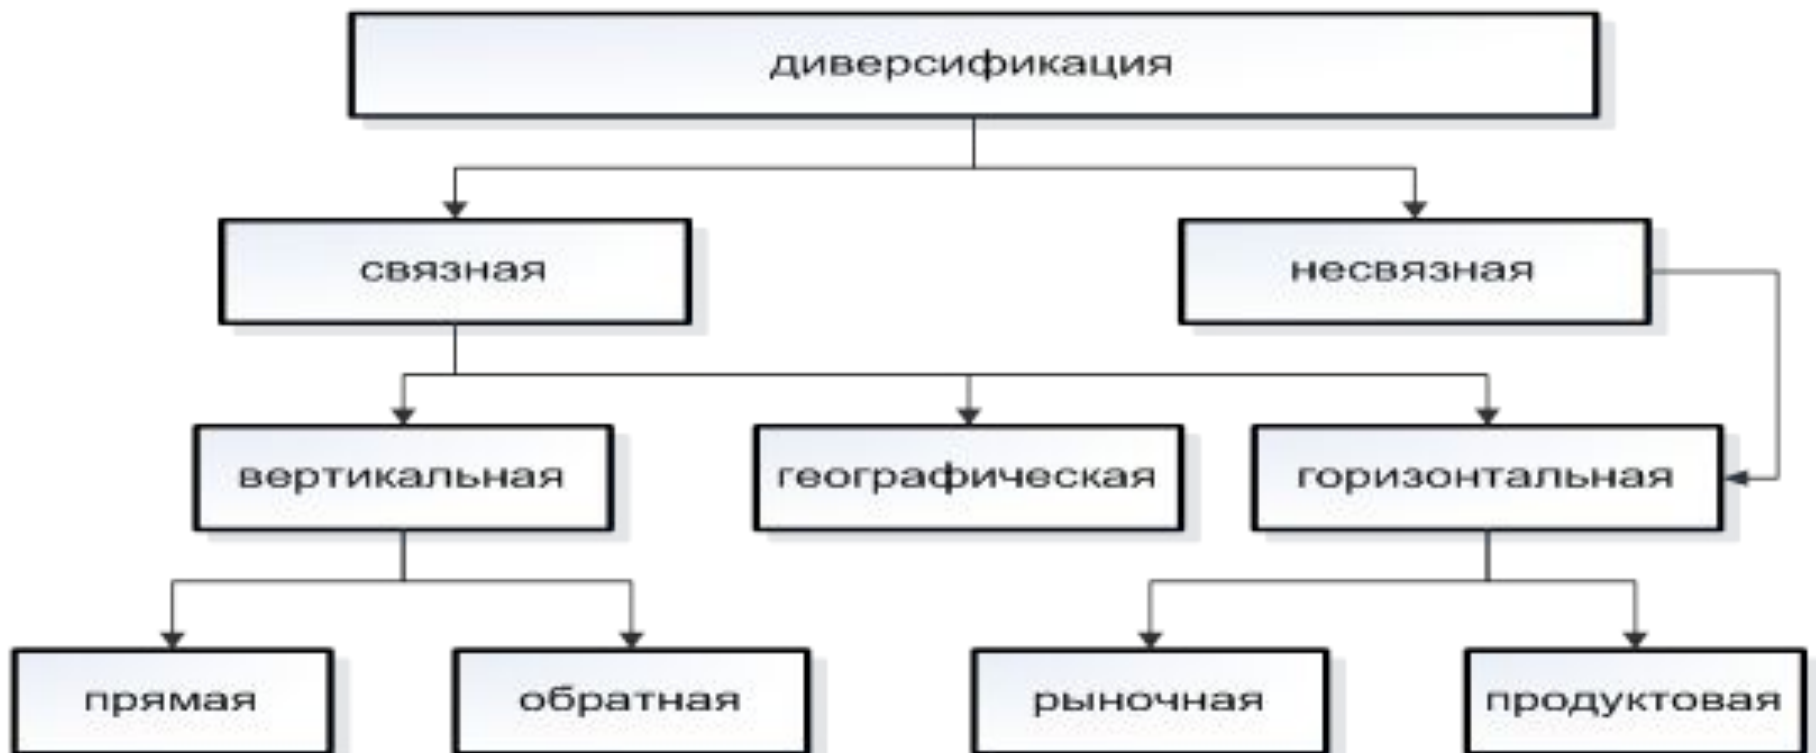 диверсификация
связная
несвязная
вертикальная
географическая
горизонтальная
прямая
обратная
рыночная
продуктовая